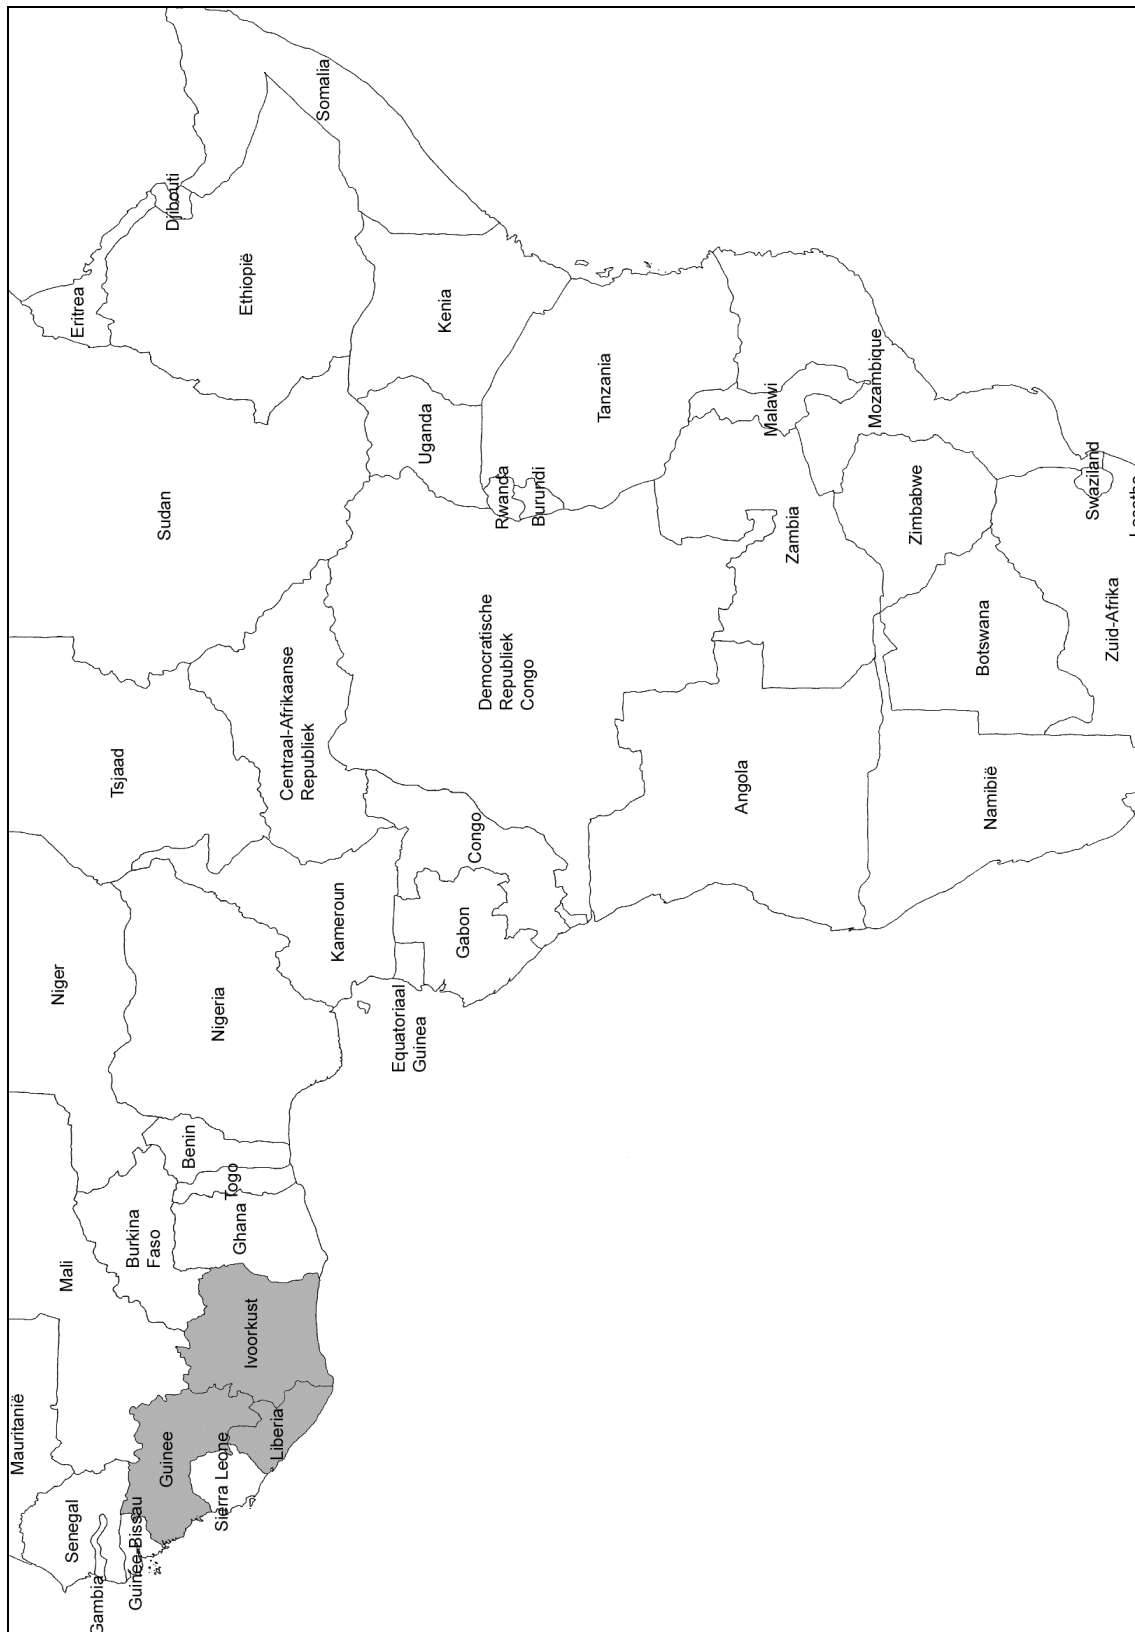 Mauritanië
Niger
Mali
Senegal
Eritrea
Gambia
Tsjaad
Burkina
Faso
Guinee-Bissau
Sudan
Guinee
Djibouti
Benin
Nigeria
Sierra Leone
Togo
Ghana
Ethiopië
Ivoorkust
Liberia
Centraal-Afrikaanse
Republiek
Somalia
Kameroun
Equatoriaal
Guinea
Uganda
Kenia
Gabon
Congo
Democratische
Republiek
Congo
Rwanda
Burundi
Tanzania
Angola
Malawi
Zambia
Mozambique
Zimbabwe
Botswana
Namibië
Swaziland
Zuid-Afrika
Lesotho